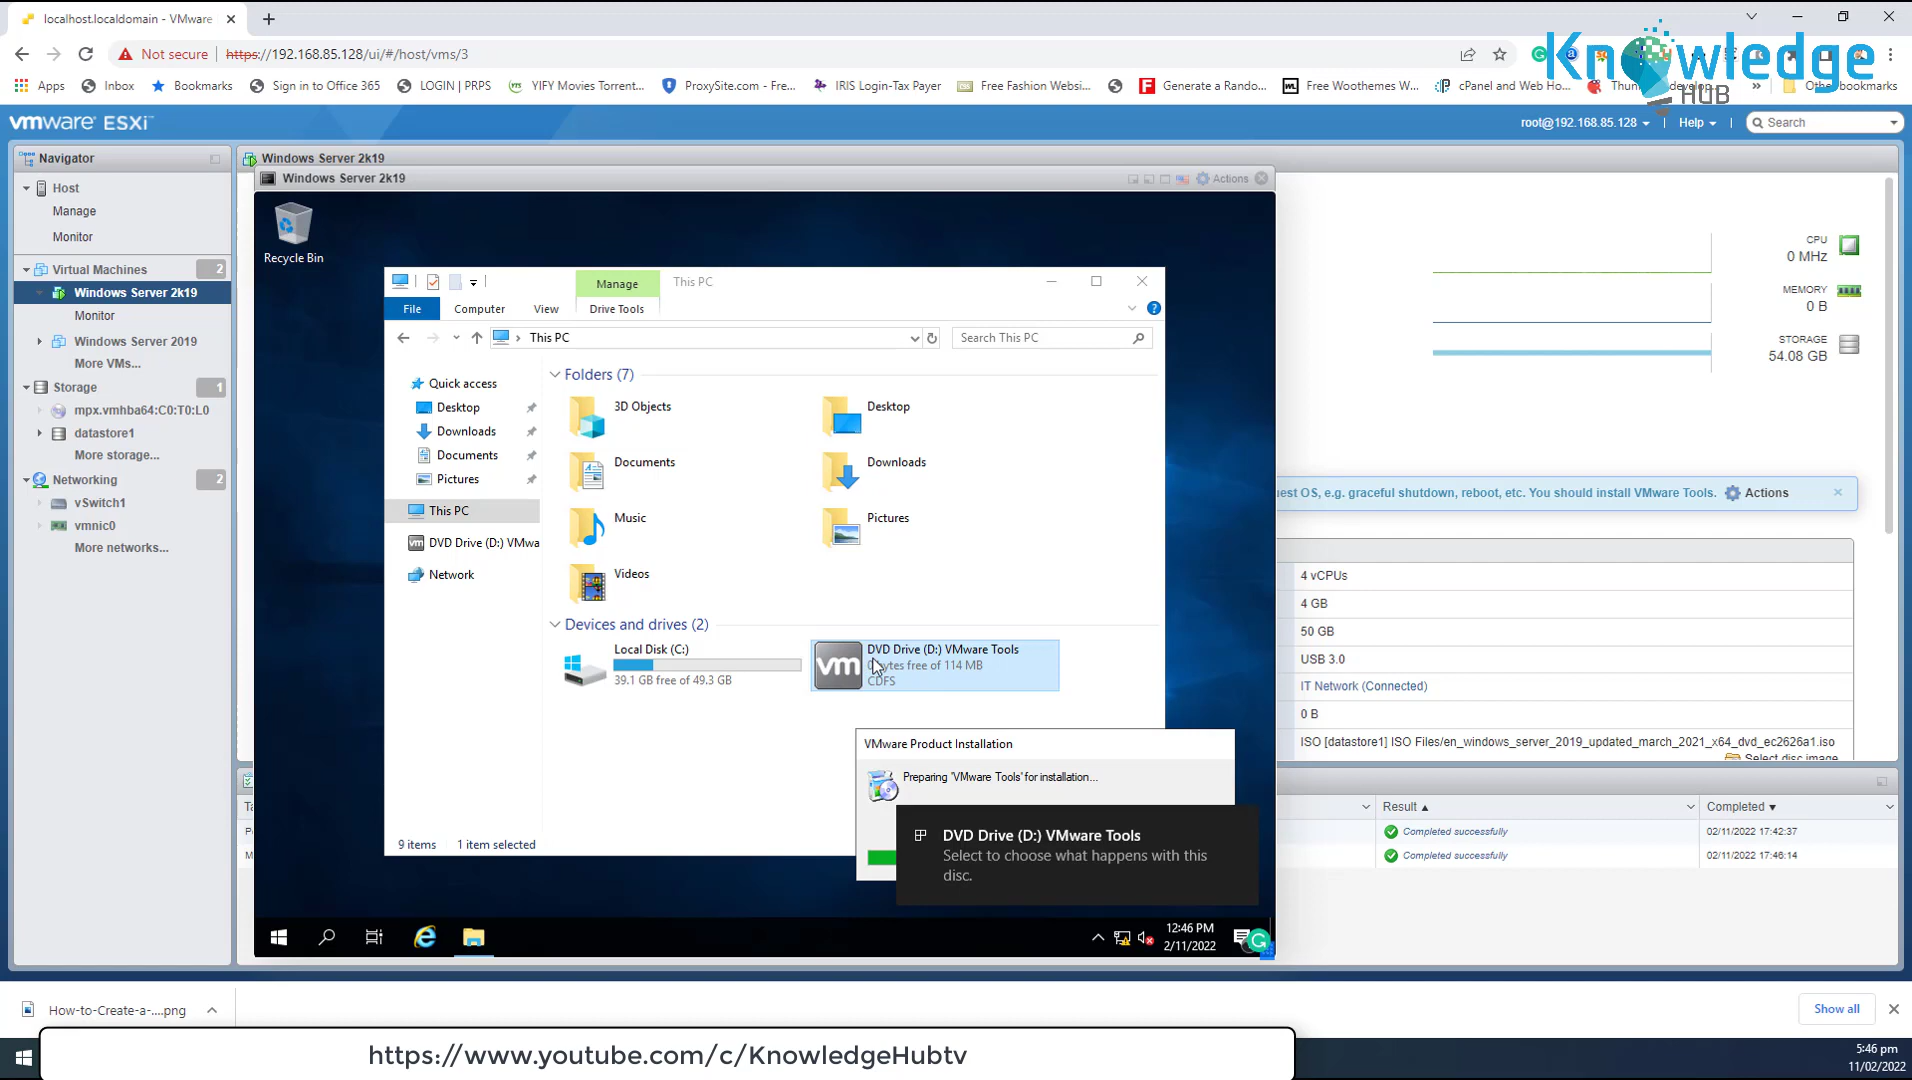 localhost.localdomain - VMware
Not secure
https://192.168.85.128/ui/#/host/vms/3
Knowledge
HUB
Apps
Inbox
Bookmarks
Sign in to Office 365
LOGIN | PRPS
YIFY Movies Torrent...
ProxySite.com - Fre...
IRIS Login-Tax Payer
Free Fashion Websi...
Generate a Rando...
Free Woothemes W...
cPanel and Web Ho...
Other bookmarks
vmware ESXi
root@192.168.85.128
Help
Search
Navigator
Host
Manage
Monitor
Virtual Machines 2
Windows Server 2k19
Monitor
Windows Server 2019
More VMs...
Storage 1
mpx.vmhba64:C0:T0:L0
datastore1
More storage...
Networking 2
vSwitch1
vmnic0
More networks...
Windows Server 2k19
Windows Server 2k19
Actions
Recycle Bin
Manage
This PC
File
Computer
View
Drive Tools
This PC
Search This PC
Quick access
Desktop
Downloads
Documents
Pictures
This PC
DVD Drive (D:) VMwa
Network
Folders (7)
3D Objects
Desktop
Documents
Downloads
Music
Pictures
Videos
Devices and drives (2)
Local Disk (C:)
39.1 GB free of 49.3 GB
vm
DVD Drive (D:) VMware Tools
free of 114 MB
CDFS
9 items
1 item selected
VMware Product Installation
Preparing 'VMware Tools' for installation...
DVD Drive (D:) VMware Tools
Select to choose what happens with this
disc.
12:46 PM
2/11/2022
CPU
0 MHz
MEMORY
0 B
STORAGE
54.08 GB
OS, e.g. graceful shutdown, reboot, etc. You should install VMware Tools.
Actions
4 vCPUs
4 GB
50 GB
USB 3.0
IT Network (Connected)
0 B
ISO [datastore1] ISO Files/en_windows_server_2019_updated_march_2021_x64_dvd_ec2626a1.iso
Select disc image
Result
Completed
Completed successfully
02/11/2022 17:42:37
Completed successfully
02/11/2022 17:46:14
How-to-Create-a-....png
Show all
https://www.youtube.com/c/KnowledgeHubtv
5:46 pm
11/02/2022